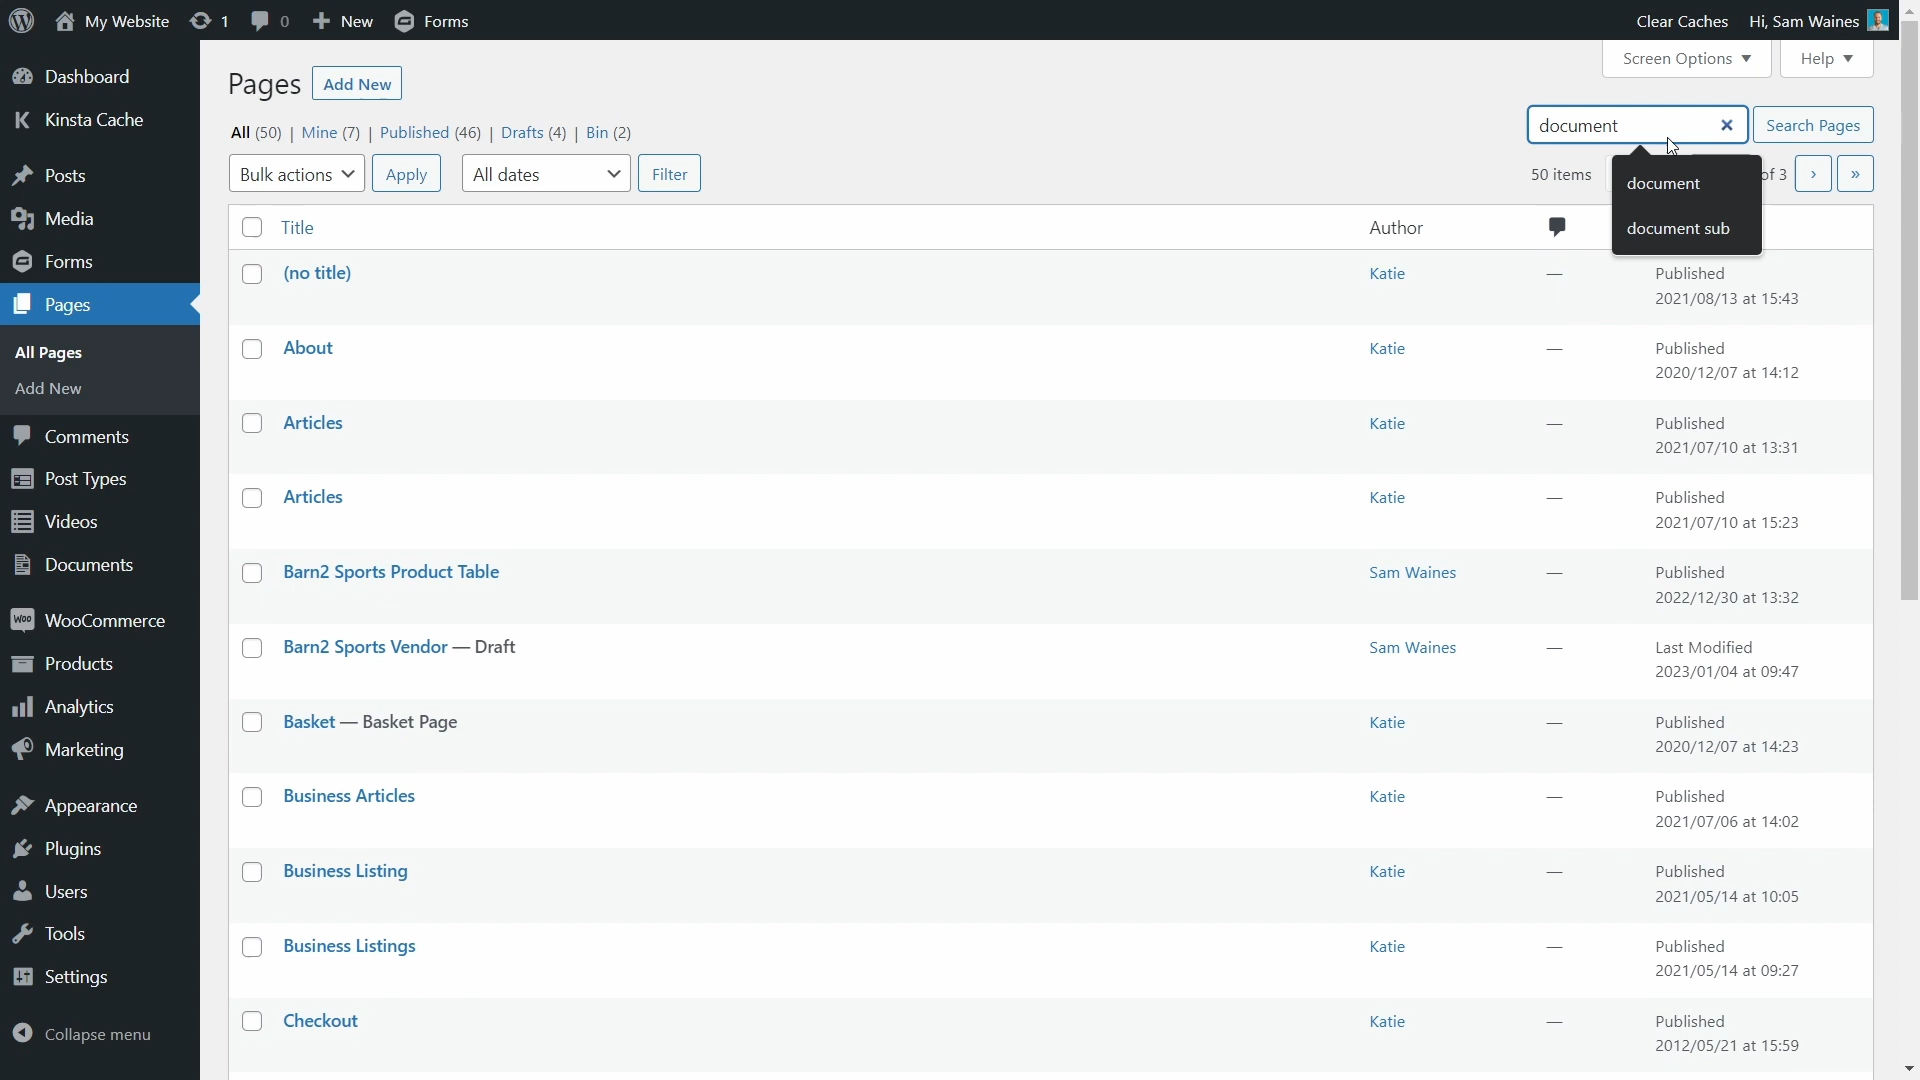 My Website 1 0 New Forms Clear Caches Hi, Sam Waines
Dashboard
Kinsta Cache
Posts
Media
Forms
Pages
All Pages
Add New
Comments
Post Types
Videos
Documents
WooCommerce
Products
Analytics
Marketing
Appearance
Plugins
Users
Tools
Settings
Collapse menu
Screen Options Help
Pages Add New
All (50) | Mine (7) | Published (46) | Drafts (4) | Bin (2)
document Search Pages
document
document sub
Bulk actions Apply All dates Filter 50 items of 3 › »
Title Author
(no title) Katie — Published
2021/08/13 at 15:43
About Katie — Published
2020/12/07 at 14:12
Articles Katie — Published
2021/07/10 at 13:31
Articles Katie — Published
2021/07/10 at 15:23
Barn2 Sports Product Table Sam Waines — Published
2022/12/30 at 13:32
Barn2 Sports Vendor — Draft Sam Waines — Last Modified
2023/01/04 at 09:47
Basket — Basket Page Katie — Published
2020/12/07 at 14:23
Business Articles Katie — Published
2021/07/06 at 14:02
Business Listing Katie — Published
2021/05/14 at 10:05
Business Listings Katie — Published
2021/05/14 at 09:27
Checkout Katie — Published
2012/05/21 at 15:59